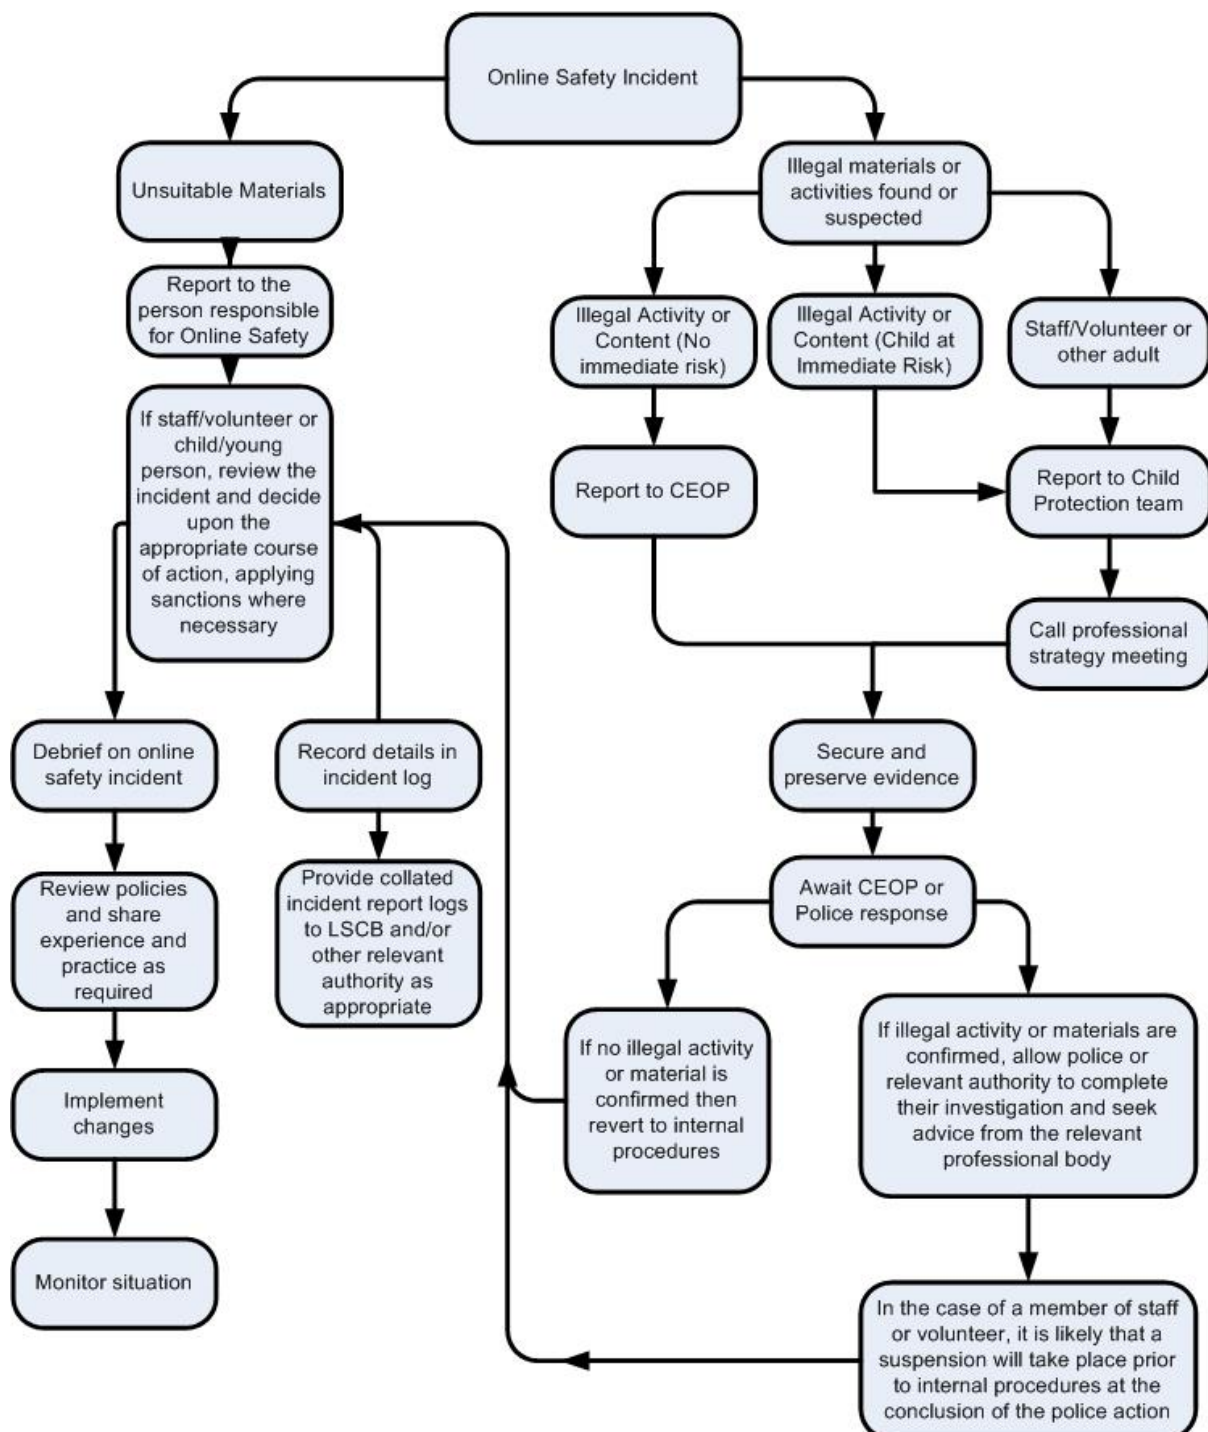 Online Safety Incident
Unsuitable Materials
Illegal materials or
activities found or
suspected
Report to the
person responsible
for Online Safety
Illegal Activity or
Content (No
immediate risk)
Illegal Activity or
Content (Child at
Immediate Risk)
Staff/Volunteer or
other adult
If staff/volunteer or
child/young
person, review the
incident and decide
upon the
appropriate course
of action, applying
sanctions where
necessary
Report to CEOP
Report to Child
Protection team
Call professional
strategy meeting
Debrief on online
safety incident
Record details in
incident log
Secure and
preserve evidence
Review policies
and share
experience and
practice as
required
Provide collated
incident report logs
to LSCB and/or
other relevant
authority as
appropriate
Await CEOP or
Police response
If no illegal activity
or material is
confirmed then
revert to internal
procedures
If illegal activity or materials are
confirmed, allow police or
relevant authority to complete
their investigation and seek
advice from the relevant
professional body
Implement
changes
Monitor situation
In the case of a member of staff
or volunteer, it is likely that a
suspension will take place prior
to internal procedures at the
conclusion of the police action